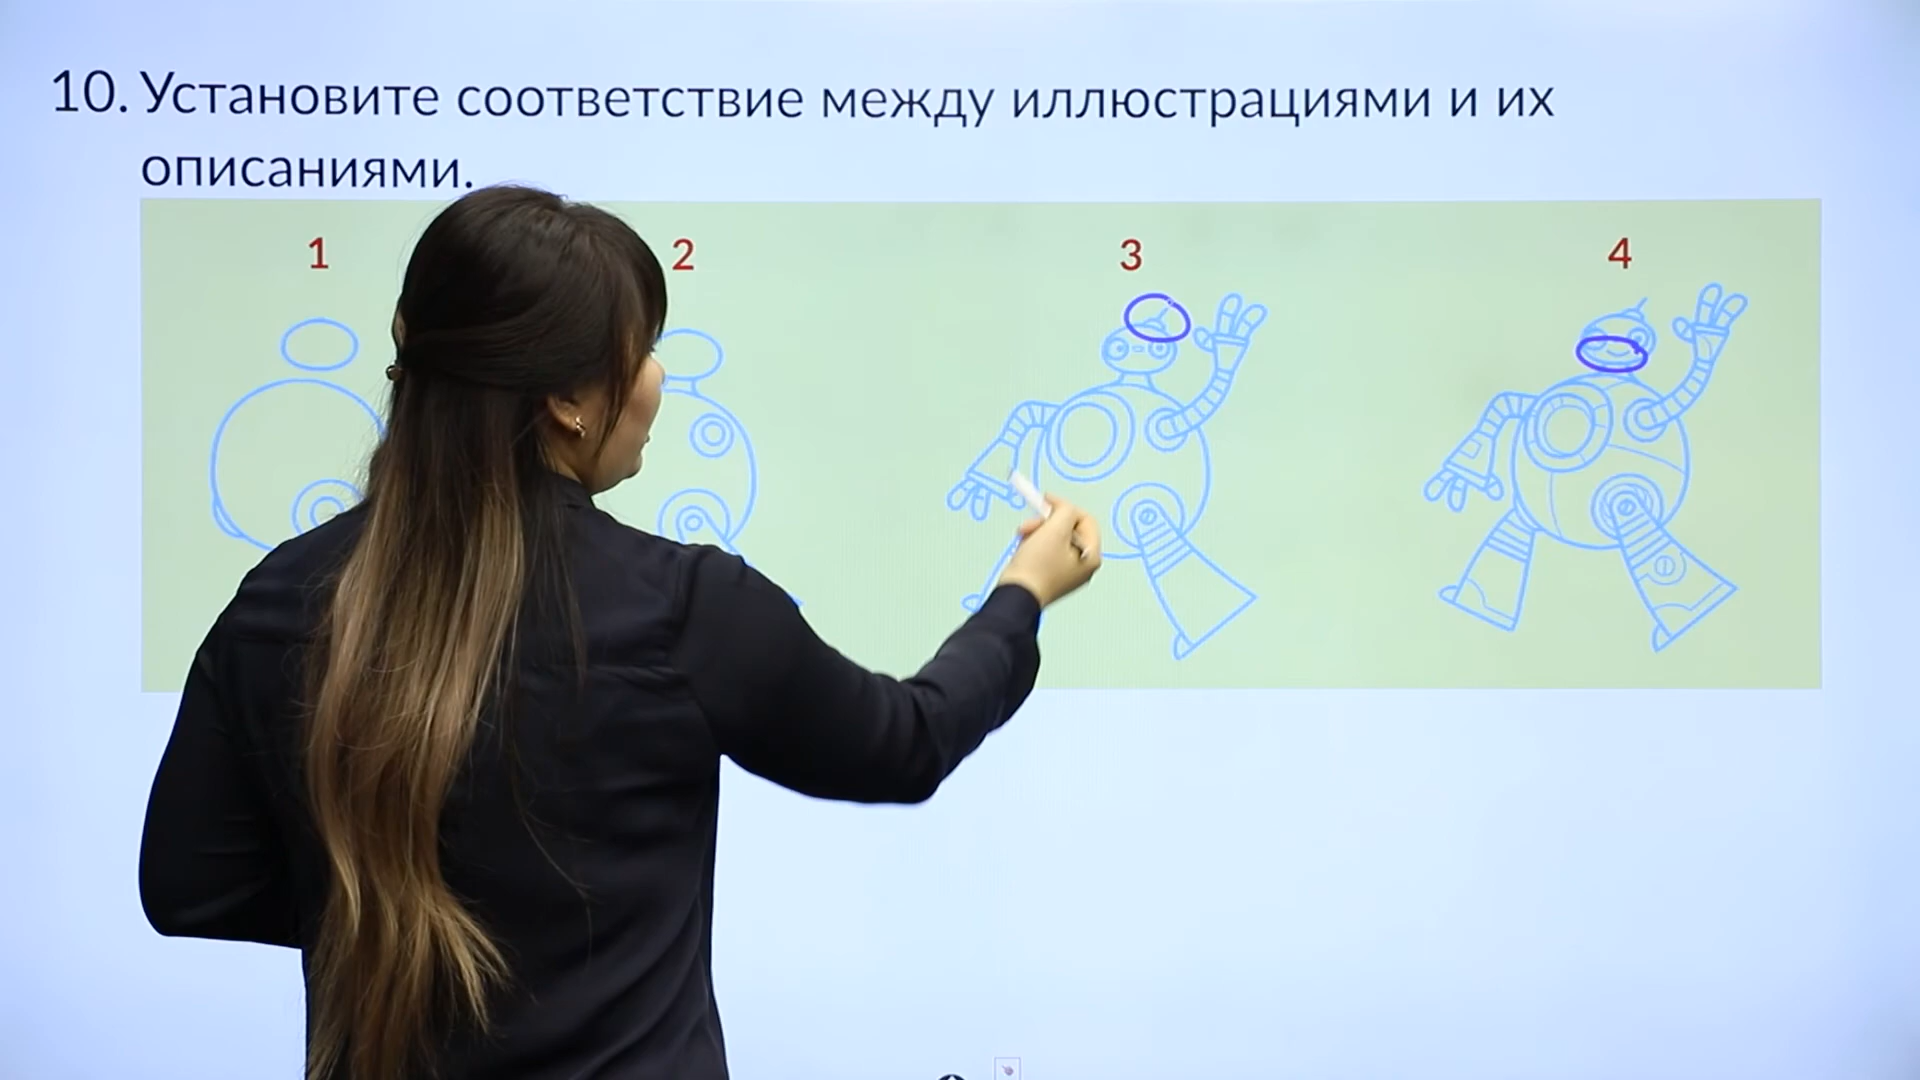 10. Установите соответствие между иллюстрациями и их
описаниями.
1
2
3
4